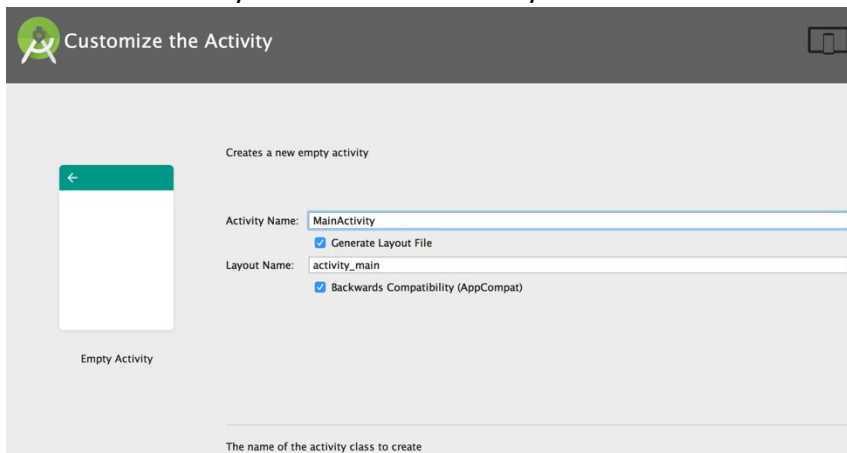 Customize the Activity
Creates a new empty activity
Activity Name: MainActivity
Generate Layout File
Layout Name: activity_main
Backwards Compatibility (AppCompat)
Empty Activity
The name of the activity class to create